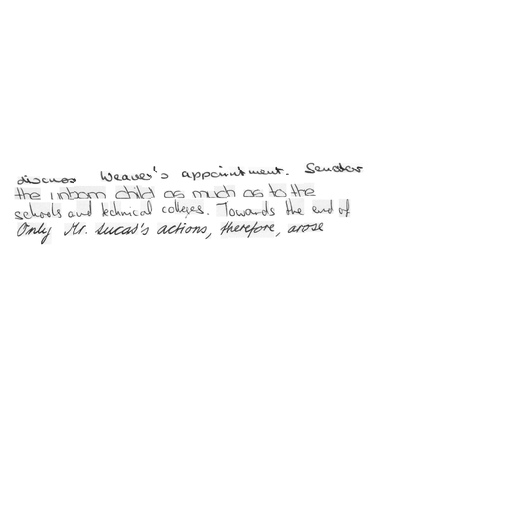 discuss Weaver's appointment. Senator
the inborn child as much as to the
schools and technical colleges. Towards the end of
Only Mr. Lucas's actions, therefore, arose